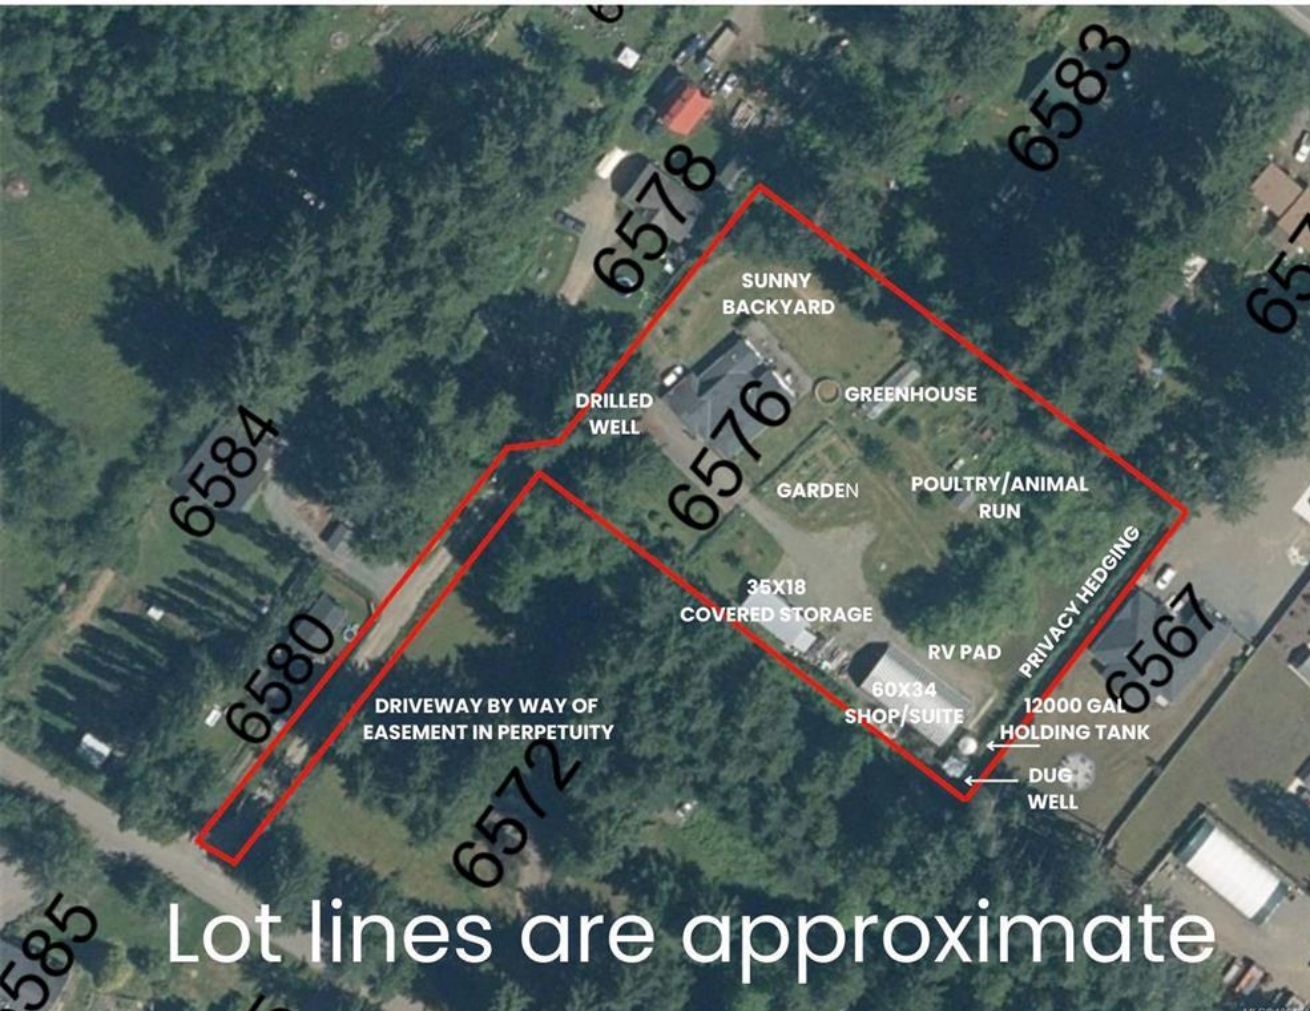 6583
6578
SUNNY
BACKYARD
DRILLED
WELL
GREENHOUSE
6576
6584
GARDEN
POULTRY/ANIMAL
RUN
PRIVACY HEDGING
35X18
COVERED STORAGE
6567
RV PAD
6580
60X34
SHOP/SUITE
12000 GAL
HOLDING TANK
DRIVEWAY BY WAY OF
EASEMENT IN PERPETUITY
DUG
WELL
6572
Lot lines are approximate